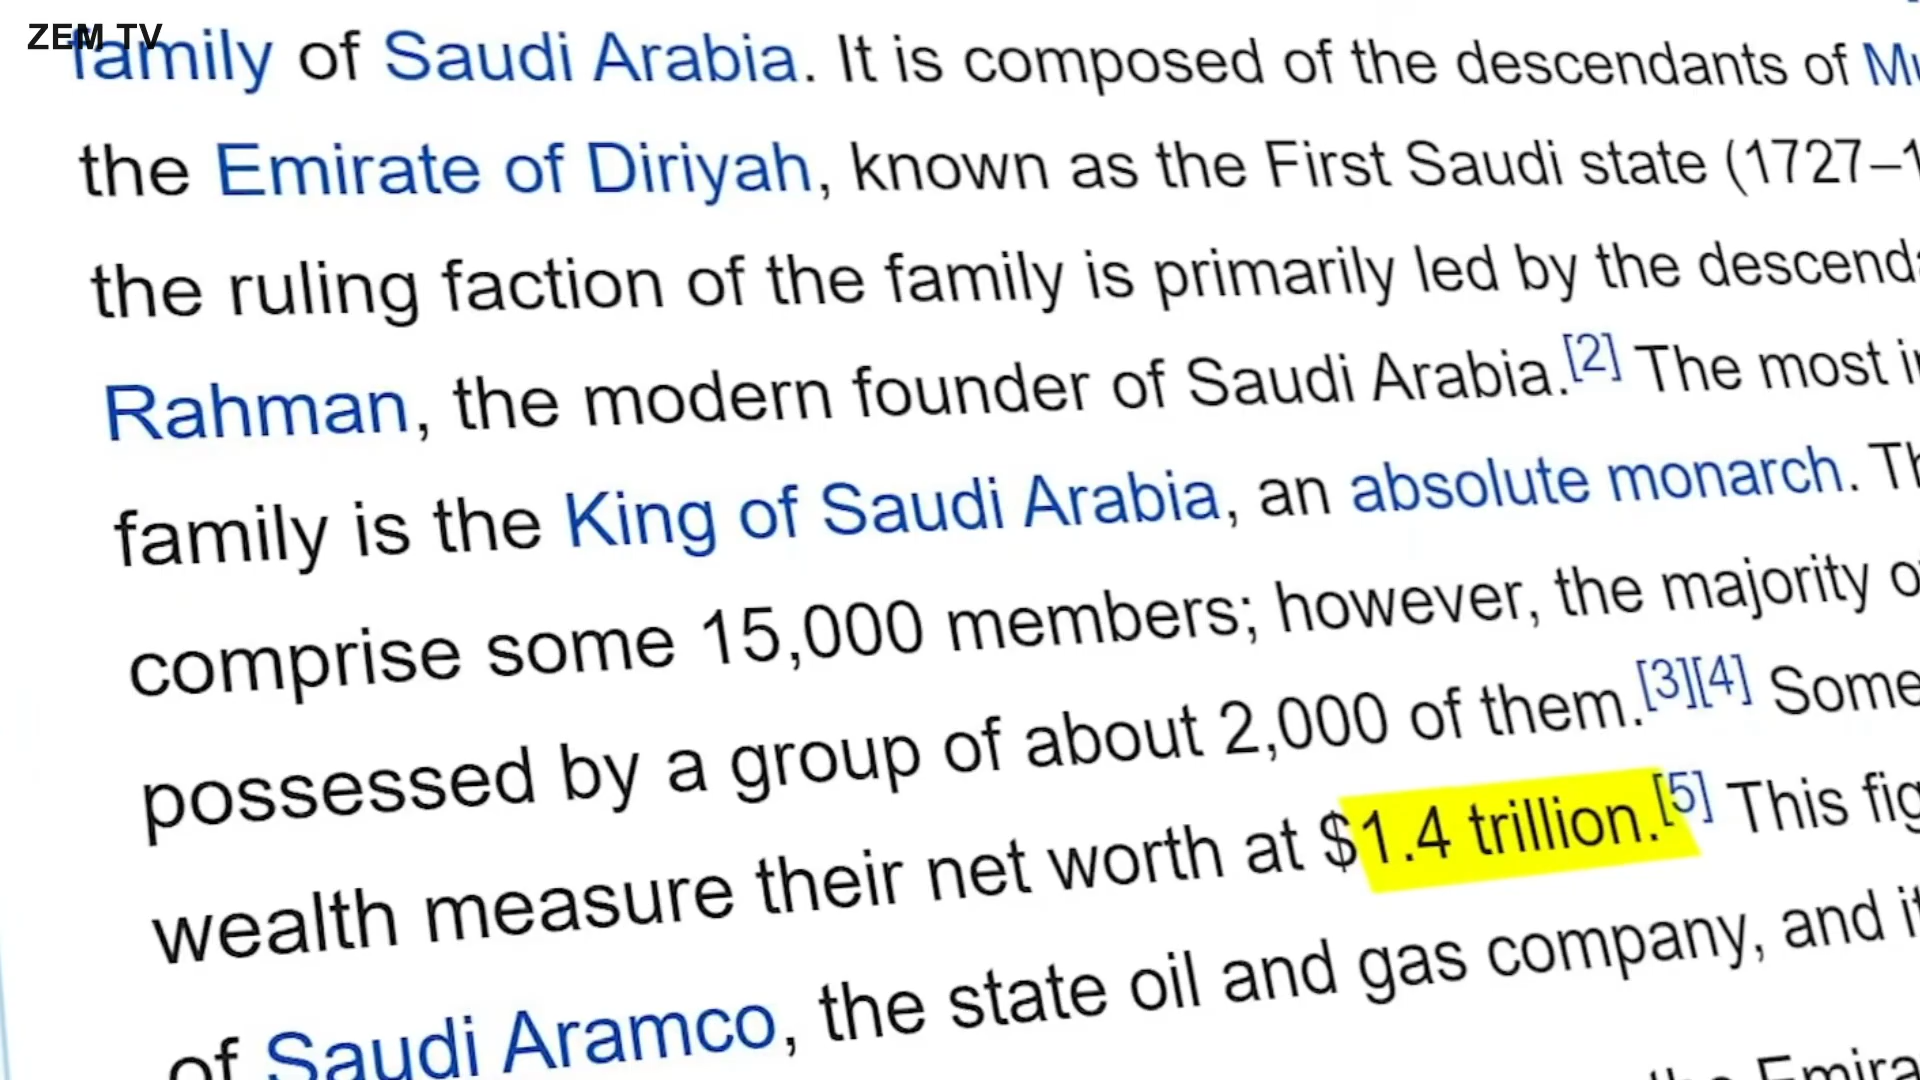 ZEM TV
family of Saudi Arabia. It is composed of the descendants of
the Emirate of Diriyah, known as the First Saudi state (1727–1
the ruling faction of the family is primarily led by the
Rahman, the modern founder of Saudi Arabia.[2] The most
family is the King of Saudi Arabia, an absolute monarch.
comprise some 15,000 members; however, the majority
possessed by a group of about 2,000 of them.[3][4] Some
wealth measure their net worth at $1.4 trillion.[5] This
of Saudi Aramco, the state oil and gas company, and
the